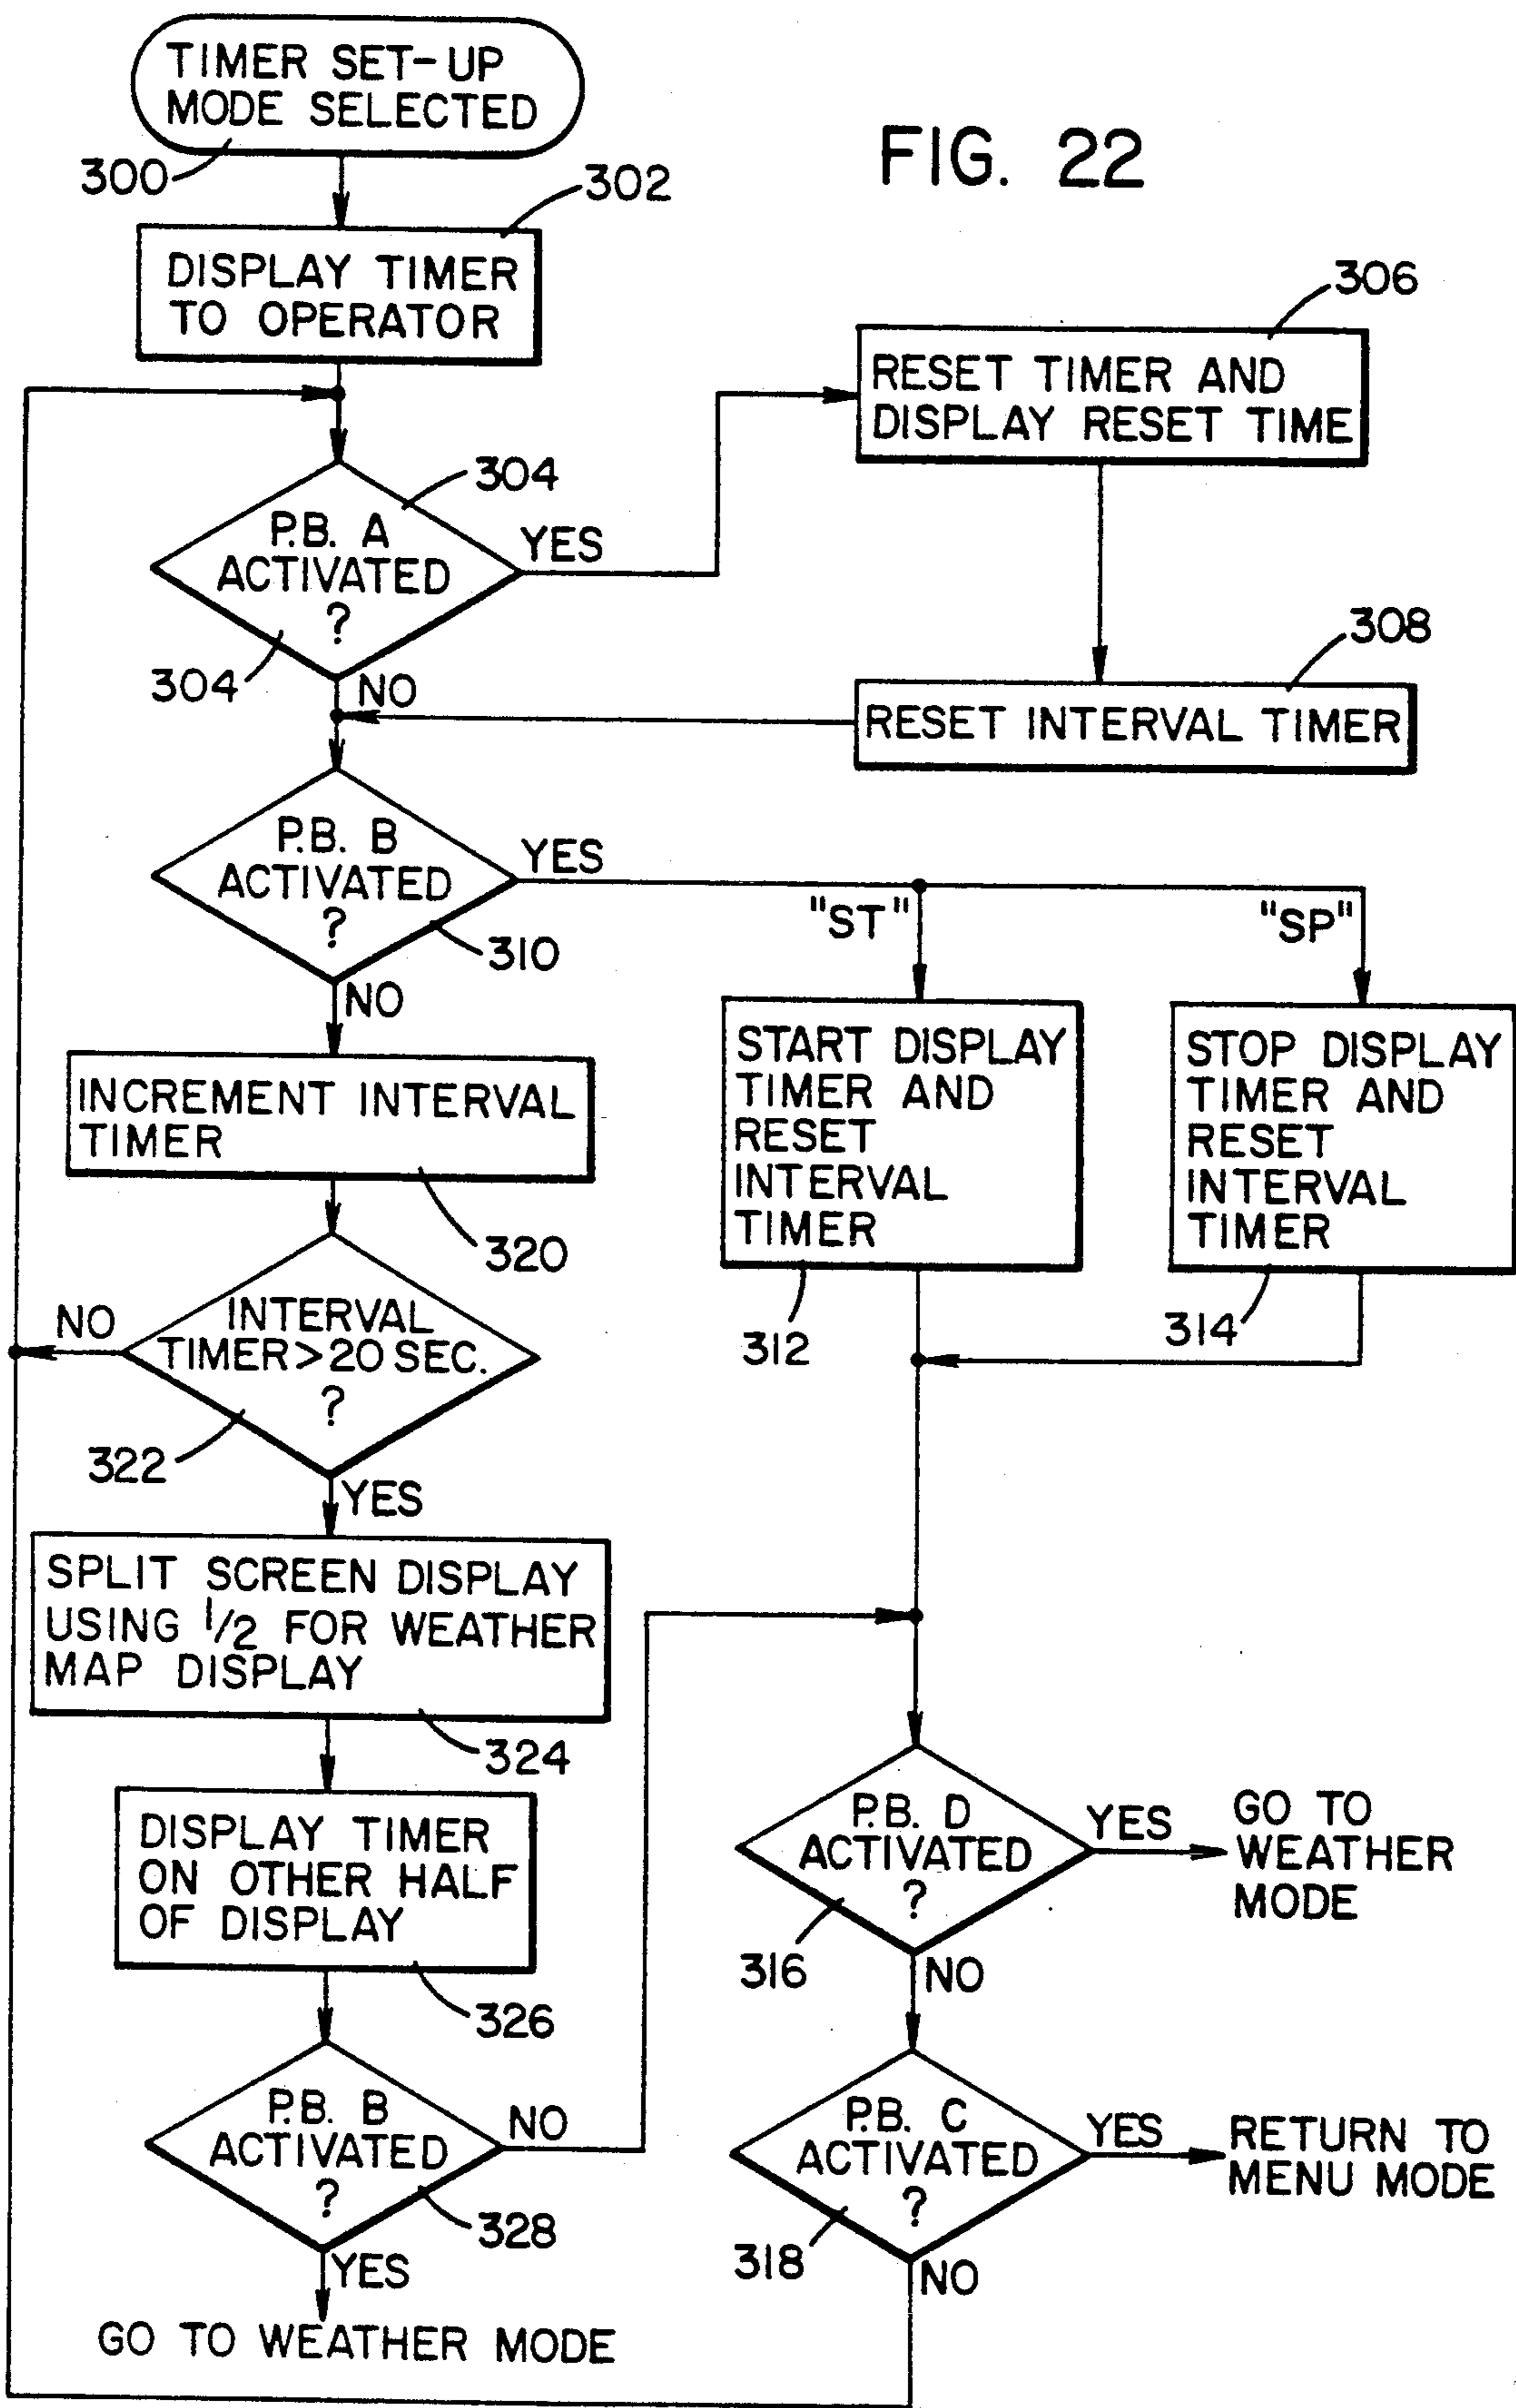 TIMER SET-UP
MODE SELECTED
300
FIG. 22
302
DISPLAY TIMER
TO OPERATOR
306
RESET TIMER AND
DISPLAY RESET TIME
304
P.B. A
ACTIVATED
?
YES
304
NO
308
RESET INTERVAL TIMER
P.B. B
ACTIVATED
?
YES
310
NO
"ST"
"SP"
START DISPLAY
TIMER AND
RESET
INTERVAL
TIMER
312
STOP DISPLAY
TIMER AND
RESET
INTERVAL
TIMER
314
INCREMENT INTERVAL
TIMER
320
NO
INTERVAL
TIMER>20 SEC.
?
322
YES
SPLIT SCREEN DISPLAY
USING 1/2 FOR WEATHER
MAP DISPLAY
324
DISPLAY TIMER
ON OTHER HALF
OF DISPLAY
326
P.B. B
ACTIVATED
?
NO
328
YES
GO TO WEATHER MODE
P.B. D
ACTIVATED
?
YES
GO TO
WEATHER
MODE
316
NO
P.B. C
ACTIVATED
?
YES
RETURN TO
MENU MODE
318
NO